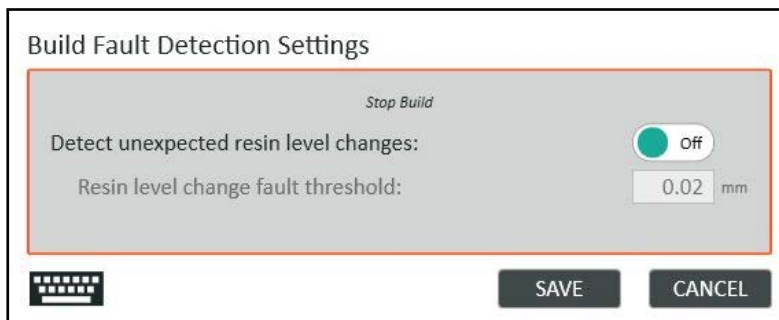 Build Fault Detection Settings
Stop Build
Detect unexpected resin level changes: Off
Resin level change fault threshold: 0.02 mm
SAVE CANCEL